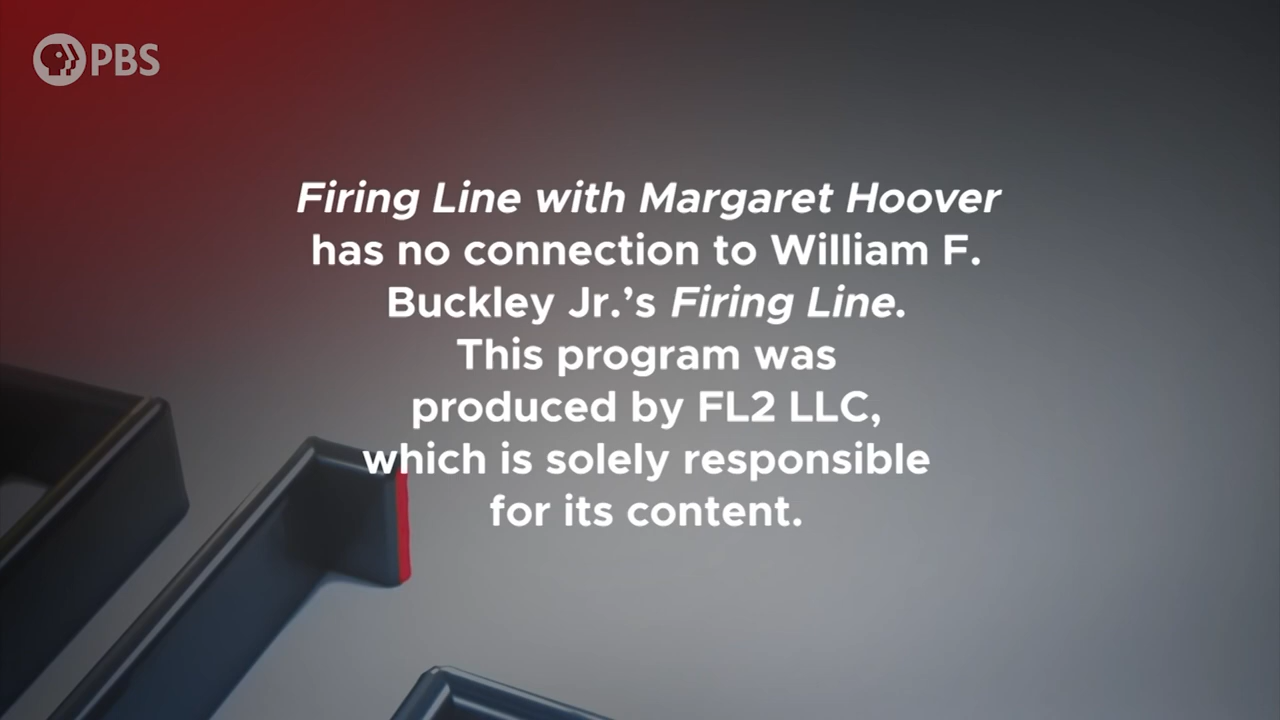 PBS
Firing Line with Margaret Hoover
has no connection to William F.
Buckley Jr.’s Firing Line.
This program was
produced by FL2 LLC,
which is solely responsible
for its content.